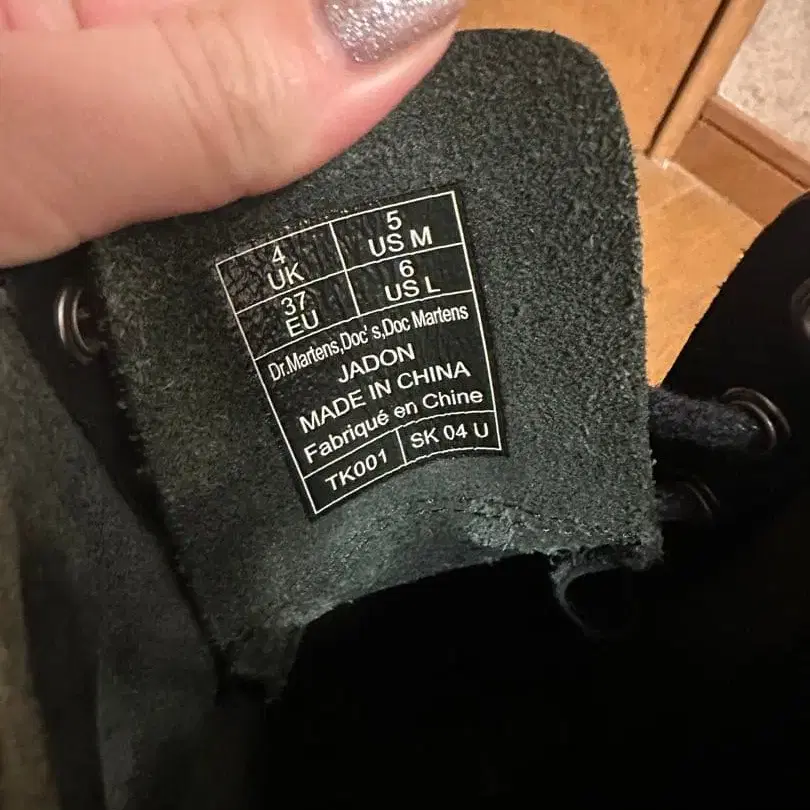 4 UK
5 US M
37 EU
6 US L
Dr.Martens,Doc's,Doc Martens
JADON
MADE IN CHINA
Fabriqué en Chine
TK001 SK 04 U